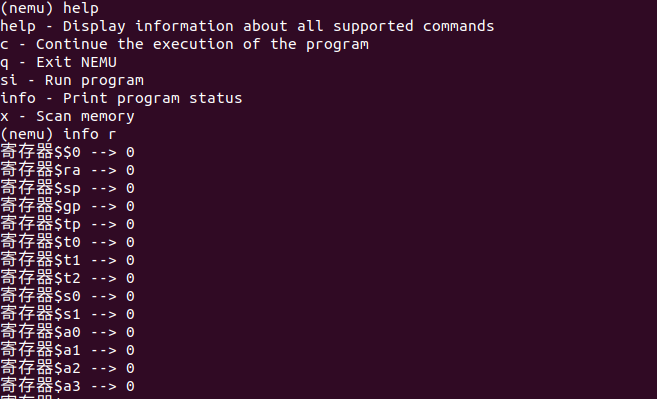 (nemu) help
help - Display information about all supported commands
c - Continue the execution of the program
q - Exit NEMU
si - Run program
info - Print program status
x - Scan memory
(nemu) info r
寄存器$$0 --> 0
寄存器$ra --> 0
寄存器$sp --> 0
寄存器$gp --> 0
寄存器$tp --> 0
寄存器$t0 --> 0
寄存器$t1 --> 0
寄存器$t2 --> 0
寄存器$s0 --> 0
寄存器$s1 --> 0
寄存器$a0 --> 0
寄存器$a1 --> 0
寄存器$a2 --> 0
寄存器$a3 --> 0